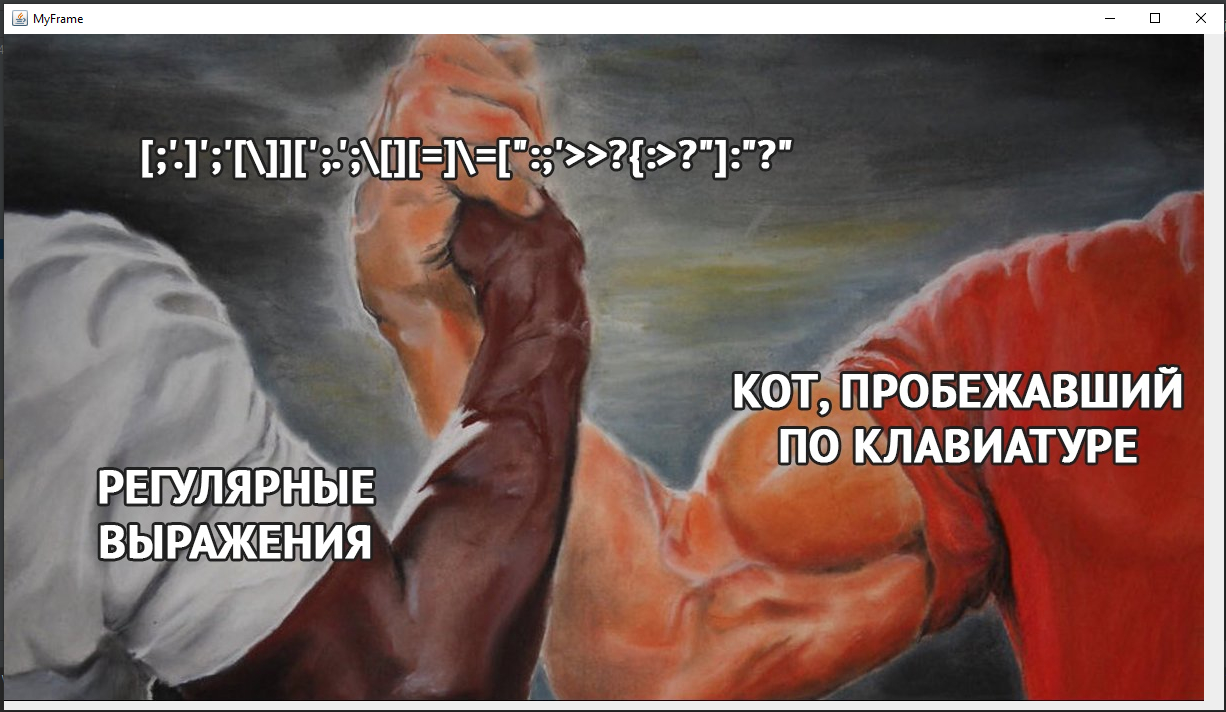 MyFrame
[;'.]';'[\]][';.';\[][=]\=[":;'>>?{:>?"]:"?"
КОТ, ПРОБЕЖАВШИЙ
ПО КЛАВИАТУРЕ
РЕГУЛЯРНЫЕ
ВЫРАЖЕНИЯ